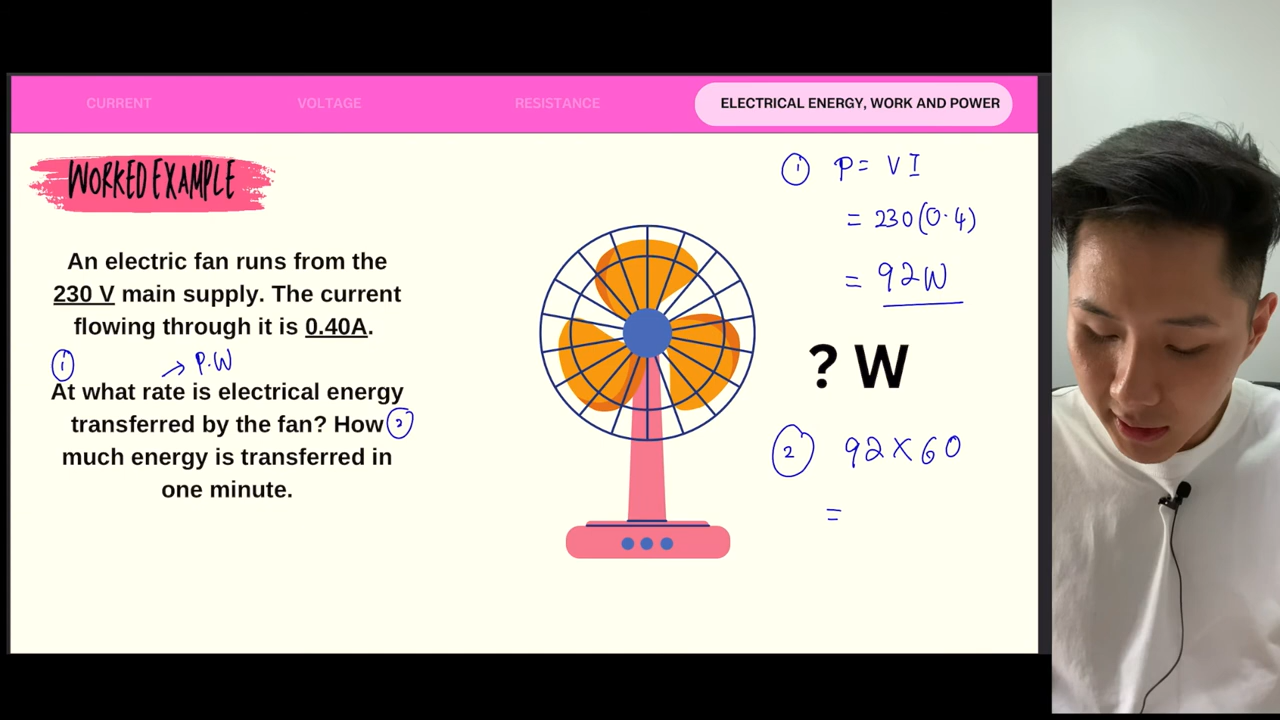 CURRENT
VOLTAGE
RESISTANCE
ELECTRICAL ENERGY, WORK AND POWER
WORKED EXAMPLE
An electric fan runs from the
230 V main supply. The current
flowing through it is 0.40A.
1
→ P. W
At what rate is electrical energy
transferred by the fan? How 2
much energy is transferred in
one minute.
1 P = VI
= 230(0.4)
= 92W
? W
2 92 × 60
=